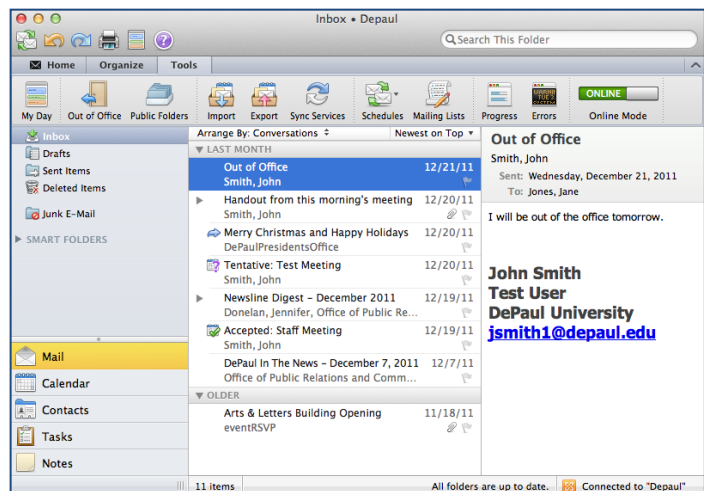 Inbox • Depaul
Search This Folder
Home Organize Tools
My Day Out of Office Public Folders Import Export Sync Services Schedules Mailing Lists Progress Errors ONLINE Online Mode
Inbox
Drafts
Sent Items
Deleted Items
Junk E-Mail
SMART FOLDERS
Mail
Calendar
Contacts
Tasks
Notes
Arrange By: Conversations Newest on Top
LAST MONTH
Out of Office 12/21/11
Smith, John
Handout from this morning's meeting 12/20/11
Smith, John
Merry Christmas and Happy Holidays 12/20/11
DePaulPresidentsOffice
Tentative: Test Meeting 12/20/11
Smith, John
Newsline Digest – December 2011 12/19/11
Donelan, Jennifer, Office of Public Re...
Accepted: Staff Meeting 12/19/11
Smith, John
DePaul In The News – December 7, 2011 12/7/11
Office of Public Relations and Comm...
OLDER
Arts & Letters Building Opening 11/18/11
eventRSVP
Out of Office
Smith, John
Sent: Wednesday, December 21, 2011
To: Jones, Jane
I will be out of the office tomorrow.
John Smith
Test User
DePaul University
jsmith1@depaul.edu
11 items All folders are up to date. Connected to "Depaul"